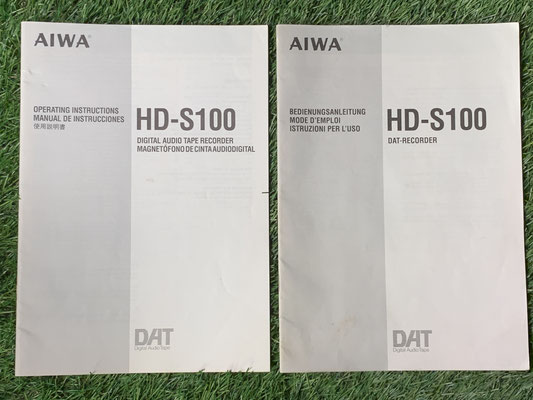 AIWA
OPERATING INSTRUCTIONS
MANUAL DE INSTRUCCIONES
使用說明書
HD-S100
DIGITAL AUDIO TAPE RECORDER
MAGNETÓFONO DE CINTA AUDIODIGITAL
DAT
Digital Audio Tape
AIWA
BEDIENUNGSANLEITUNG
MODE D'EMPLOI
ISTRUZIONI PER L'USO
HD-S100
DAT-RECORDER
DAT
Digital Audio Tape